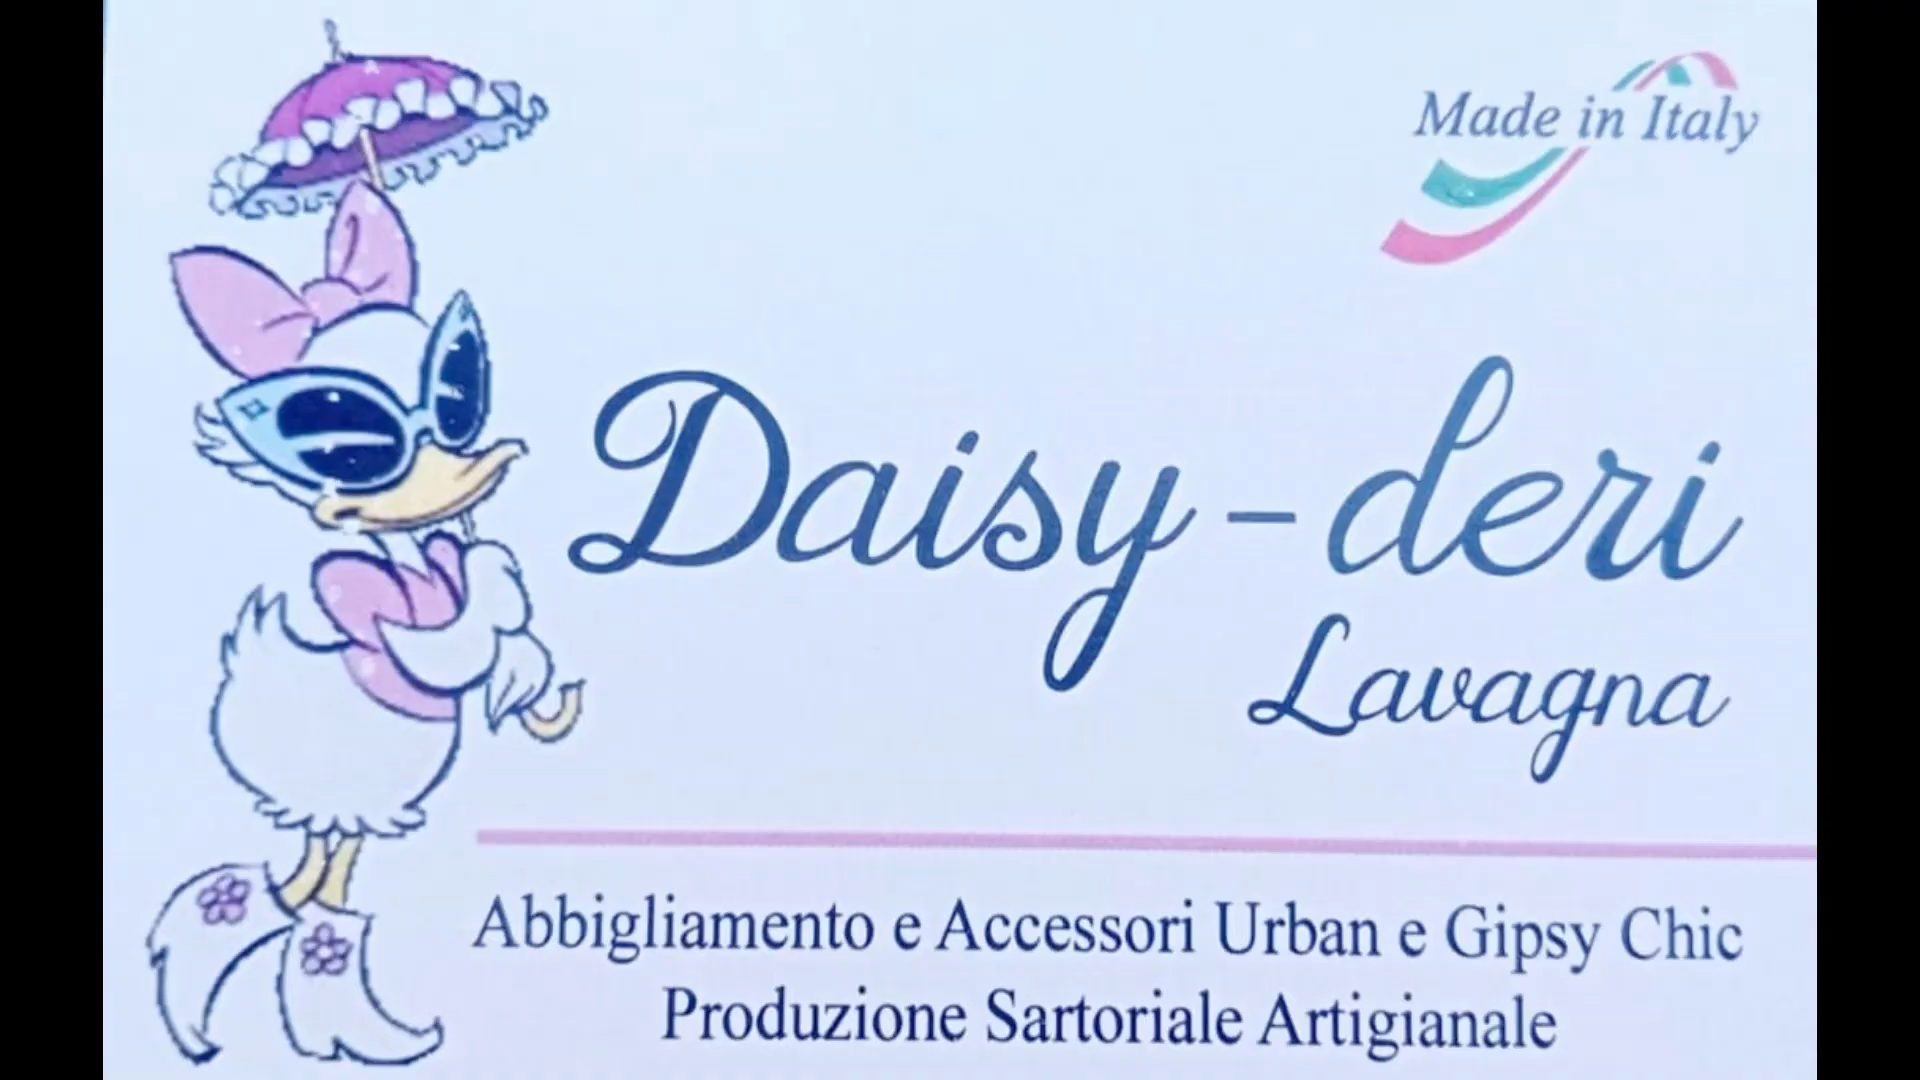 Made in Italy
Daisy - deri
Lavagna
Abbigliamento e Accessori Urban e Gipsy Chic
Produzione Sartoriale Artigianale